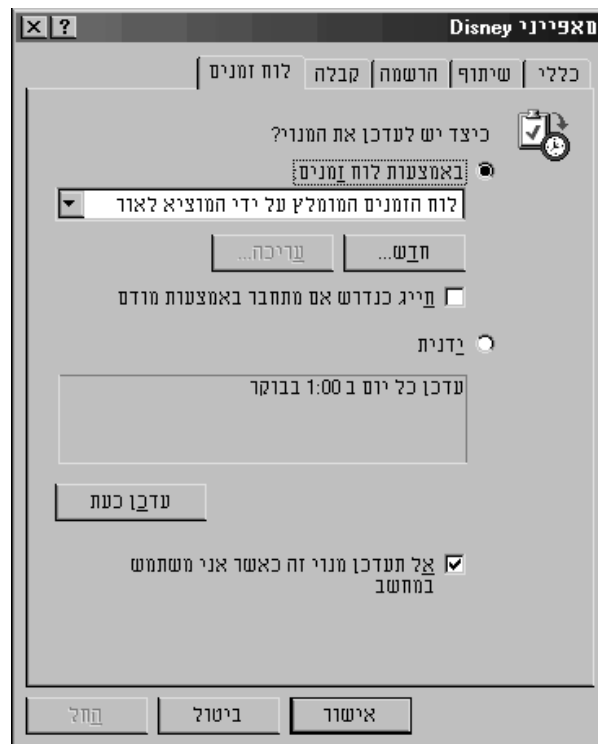 מאפייני Disney
כללי שיתוף הרשמה קבלה לוח זמנים
כיצד יש לעדכן את המנוי?
באמצעות לוח זמנים
לוח הזמנים המומלץ על ידי המוציא לאור
חדש... עריכה...
חייג כנדרש אם מתחבר באמצעות מודם
ידנית
עדכן כל יום ב 1:00 בבוקר
עדכן כעת
אל תעדכן מנוי זה כאשר אני משתמש
במחשב
אישור ביטול החל